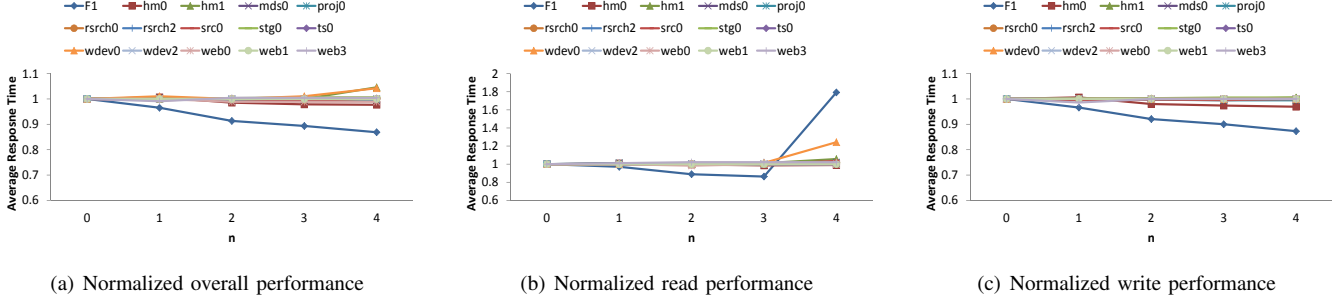 F1 hm0 hm1 mds0 proj0
rsrch0 rsrch2 src0 stg0 ts0
wdev0 wdev2 web0 web1 web3
Average Resposne Time
1.1
1
0.9
0.8
0.7
0.6
0 1 2 3 4
n
(a) Normalized overall performance
F1 hm0 hm1 mds0 proj0
rsrch0 rsrch2 src0 stg0 ts0
wdev0 wdev2 web0 web1 web3
Average Response Time
2
1.8
1.6
1.4
1.2
1
0.8
0.6
0 1 2 3 4
n
(b) Normalized read performance
F1 hm0 hm1 mds0 proj0
rsrch0 rsrch2 src0 stg0 ts0
wdev0 wdev2 web0 web1 web3
Average Response Time
1.1
1
0.9
0.8
0.7
0.6
0 1 2 3 4
n
(c) Normalized write performance